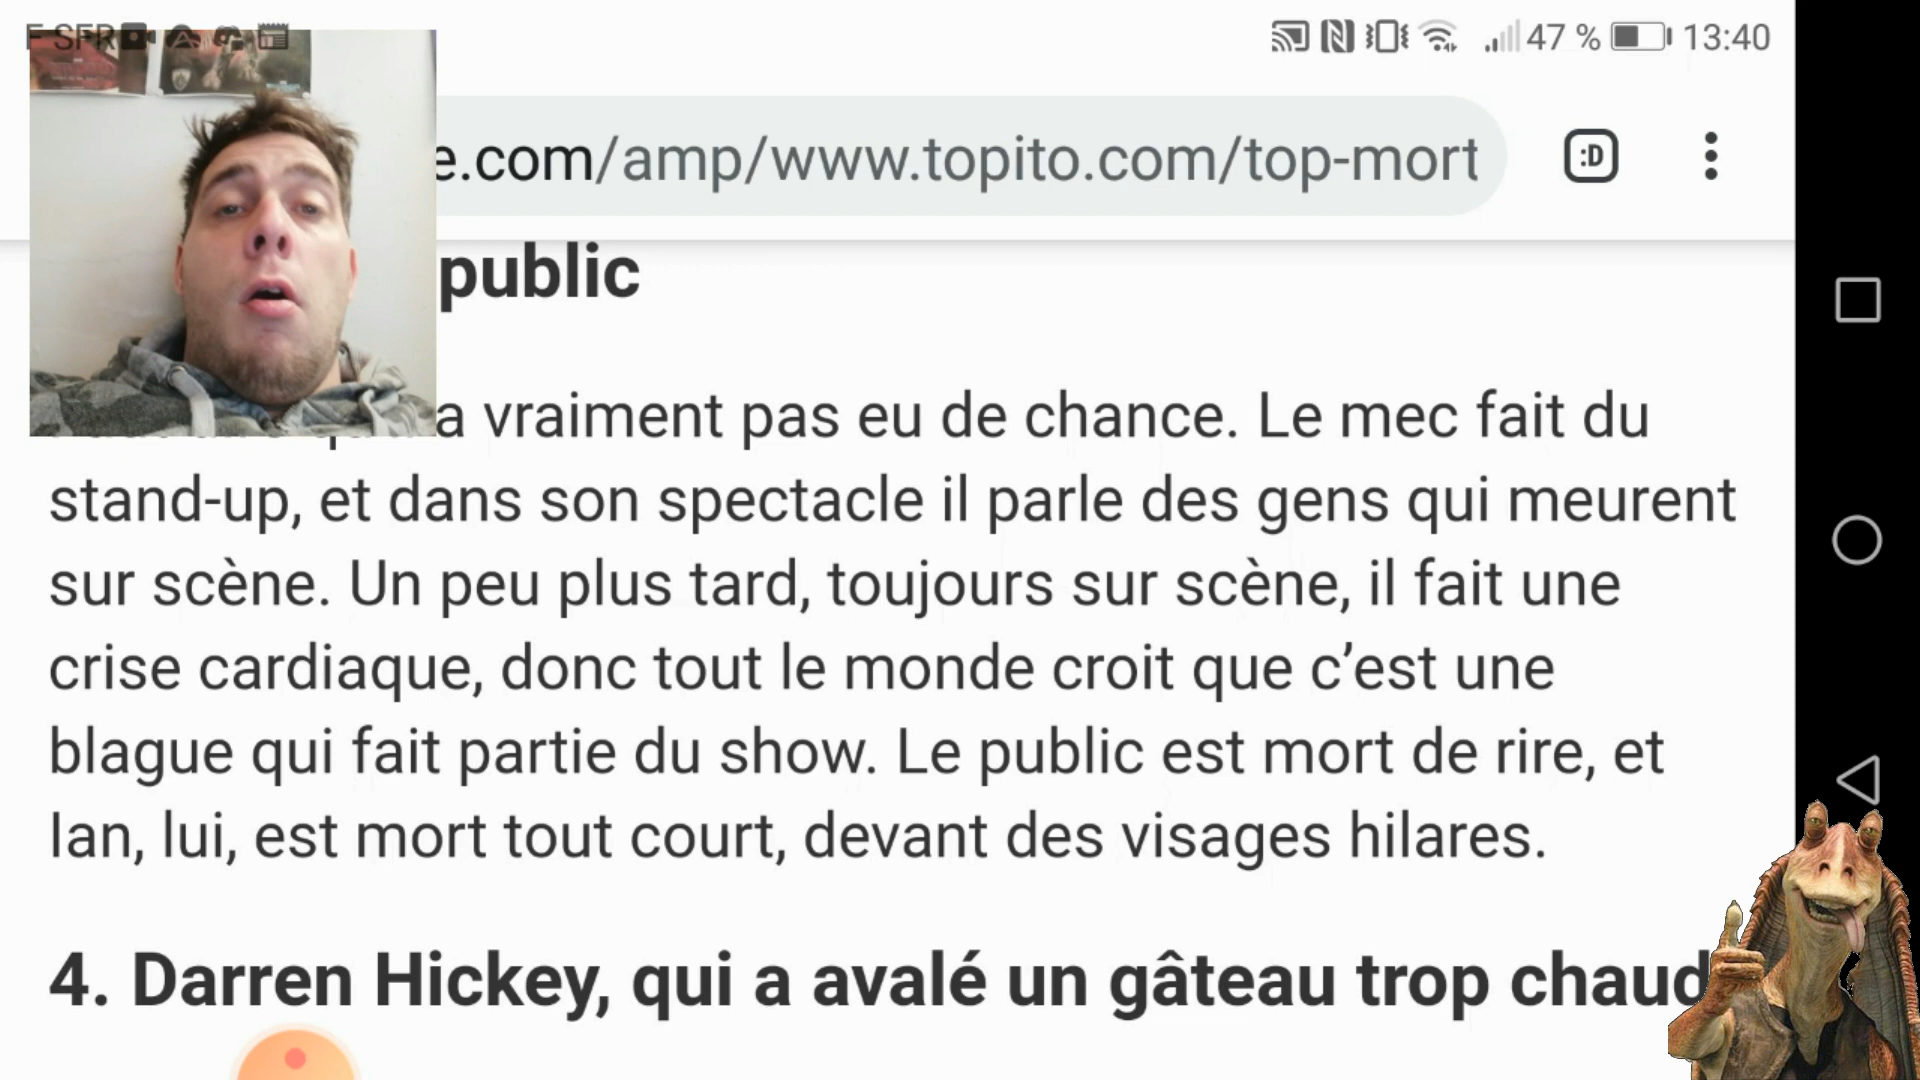 F SFR
47 % 13:40
e.com/amp/www.topito.com/top-mort
:D
public
a vraiment pas eu de chance. Le mec fait du
stand-up, et dans son spectacle il parle des gens qui meurent
sur scène. Un peu plus tard, toujours sur scène, il fait une
crise cardiaque, donc tout le monde croit que c’est une
blague qui fait partie du show. Le public est mort de rire, et
Ian, lui, est mort tout court, devant des visages hilares.
4. Darren Hickey, qui a avalé un gâteau trop chaud